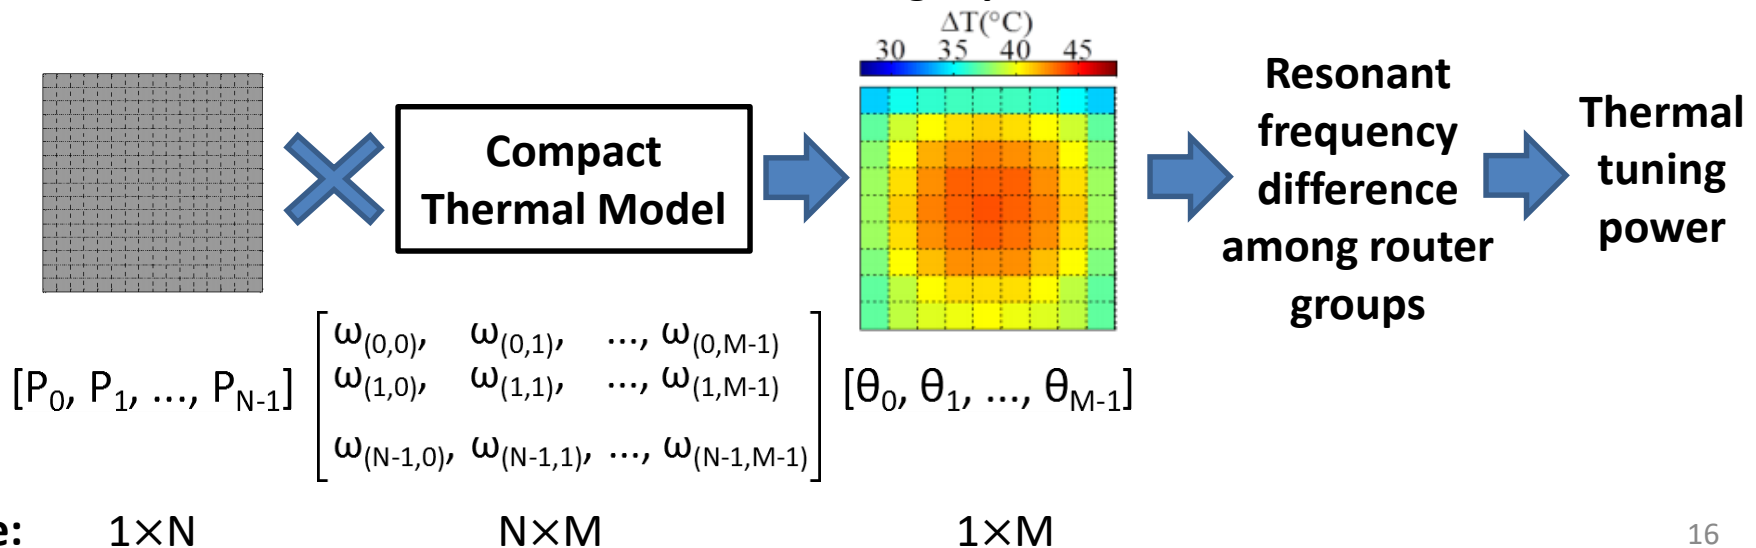 ΔT(°C)
30 35 40 45
Compact
Thermal Model
Resonant
frequency
difference
among router
groups
Thermal
tuning
power
[P0, P1, ..., PN-1]
ω(0,0), ω(0,1), ..., ω(0,M-1)
ω(1,0), ω(1,1), ..., ω(1,M-1)
ω(N-1,0), ω(N-1,1), ..., ω(N-1,M-1)
[θ0, θ1, ..., θM-1]
e: 1×N N×M 1×M
16